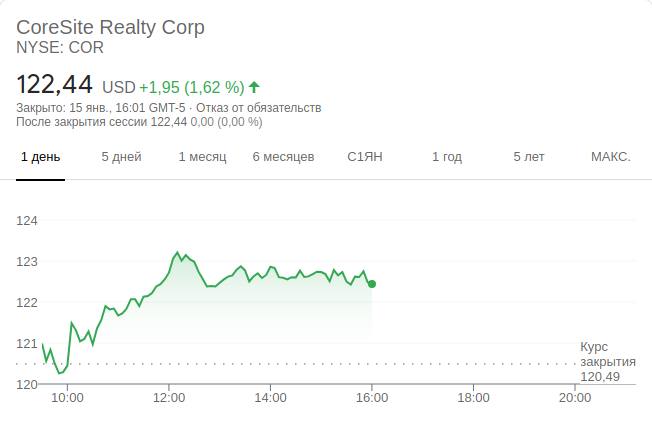 CoreSite Realty Corp
NYSE: COR
122,44 USD +1,95 (1,62 %)
Закрыто: 15 янв., 16:01 GMT-5 · Отказ от обязательств
После закрытия сессии 122,44 0,00 (0,00 %)
1 день 5 дней 1 месяц 6 месяцев С1ЯН 1 год 5 лет МАКС.
124
123
122
121
Курс
закрытия
120,49
120
10:00 12:00 14:00 16:00 18:00 20:00